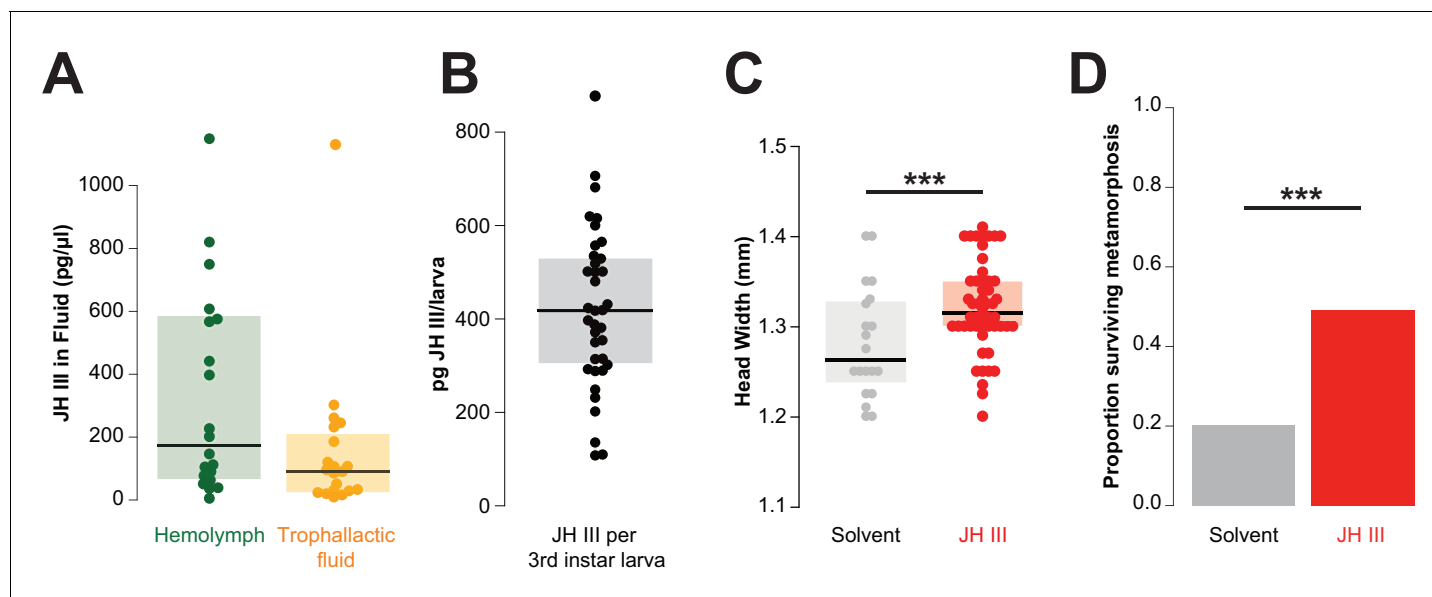 A
JH III in Fluid (pg/µl)
1000
800
600
400
200
0
Hemolymph
Trophallactic
fluid
B
pg JH III/larva
800
600
400
200
0
JH III per
3rd instar larva
C
Head Width (mm)
1.5
1.4
1.3
1.2
1.1
***
Solvent
JH III
D
Proportion surviving metamorphosis
1.0
0.8
0.6
0.4
0.2
0.0
***
Solvent
JH III